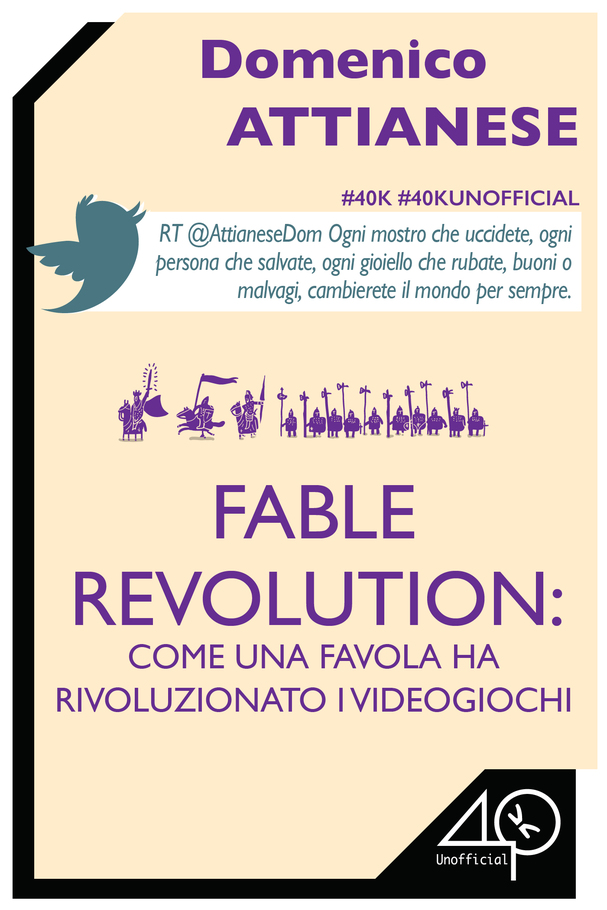 Domenico
ATTIANESE
#40K #40KUNOFFICIAL
RT @AttianeseDom Ogni mostro che uccidete, ogni
persona che salvate, ogni gioiello che rubate, buoni o
malvagi, cambierete il mondo per sempre.
FABLE
REVOLUTION:
COME UNA FAVOLA HA
RIVOLUZIONATO I VIDEOGIOCHI
40K
Unofficial